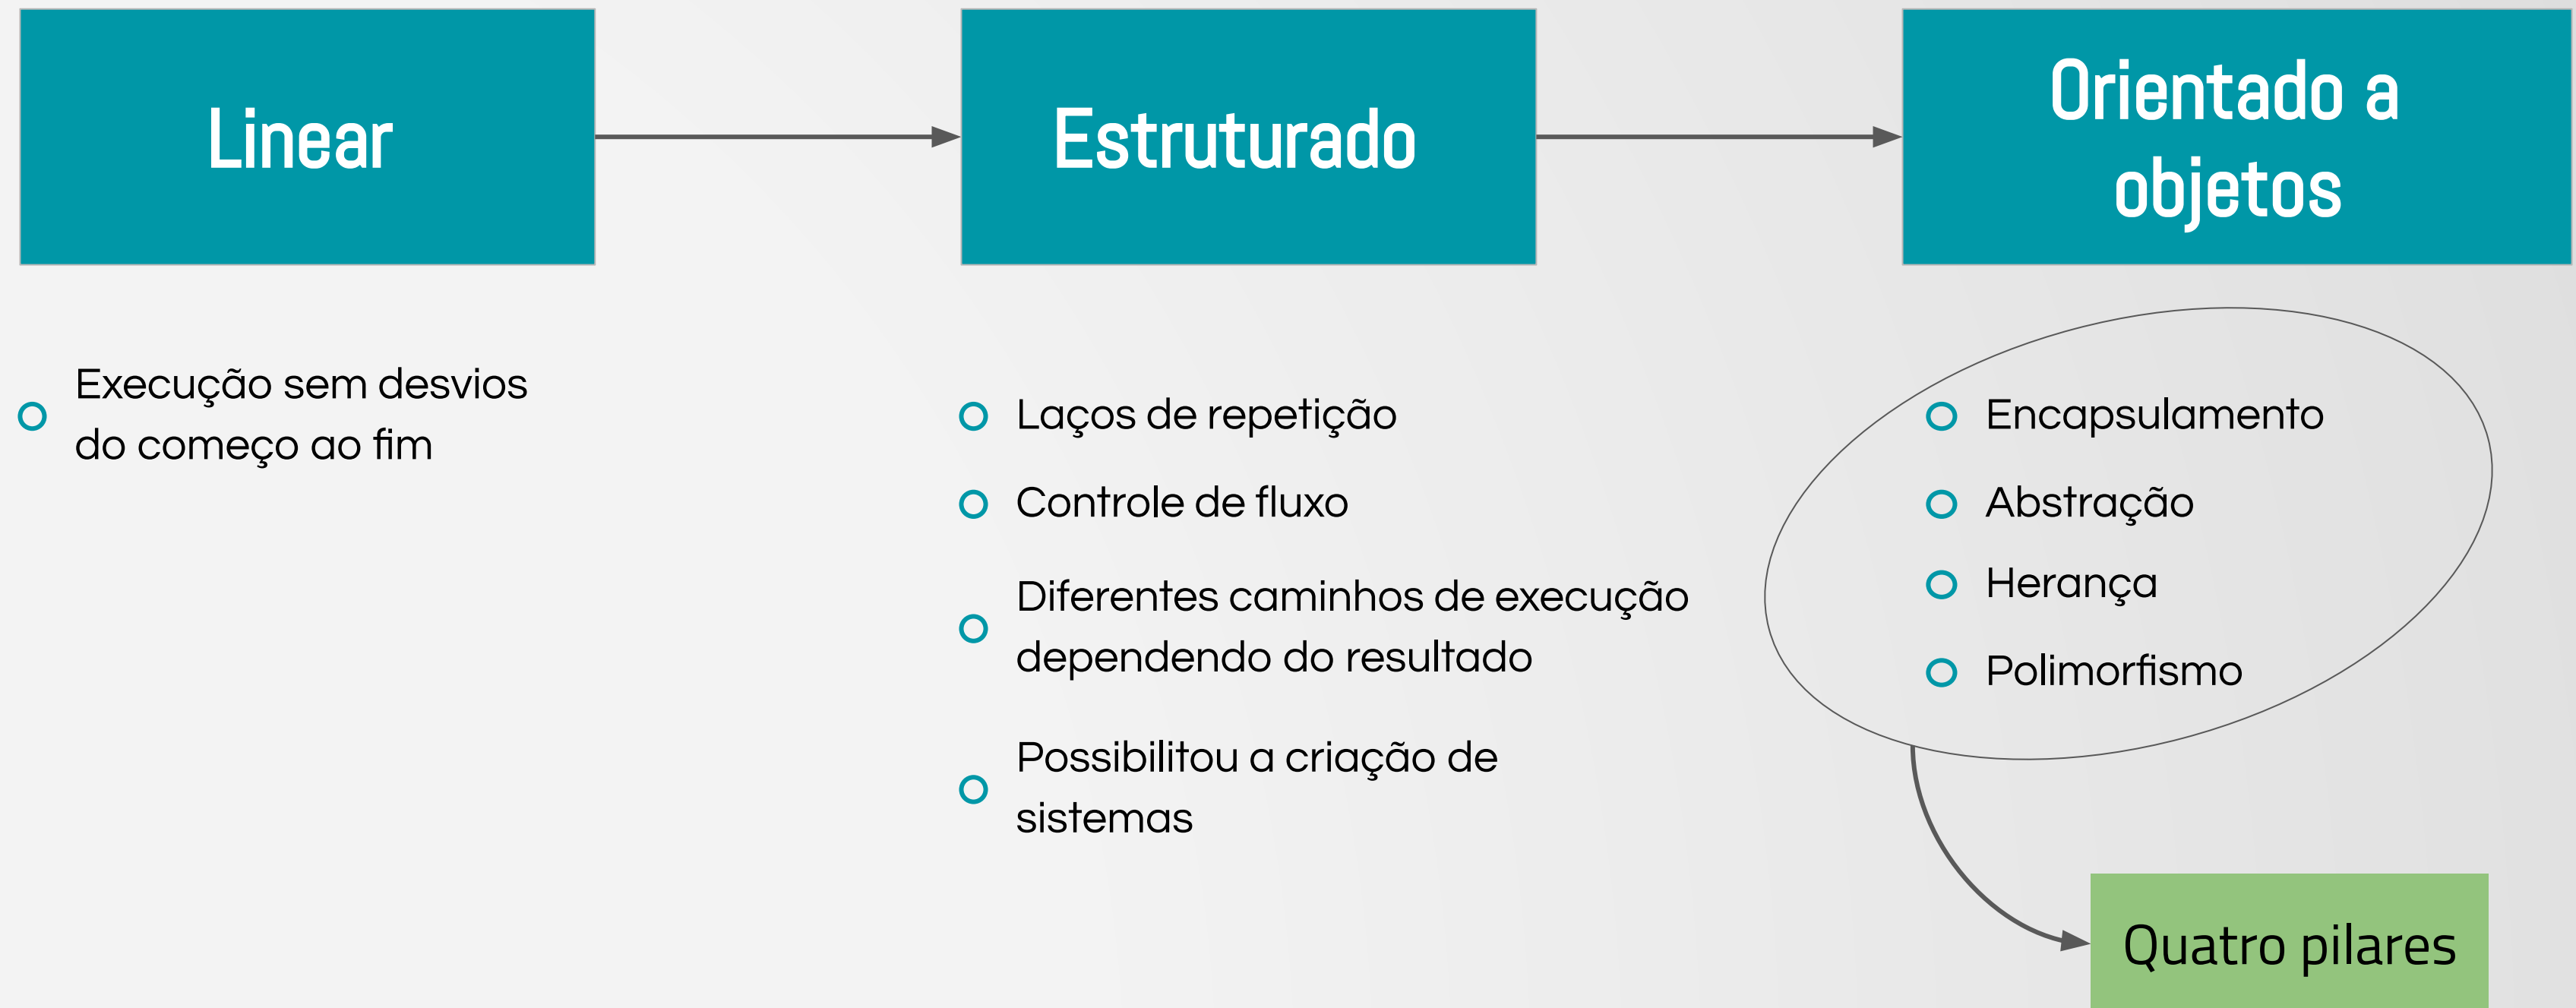 Linear
Execução sem desvios
do começo ao fim
Estruturado
Laços de repetição
Controle de fluxo
Diferentes caminhos de execução
dependendo do resultado
Possibilitou a criação de
sistemas
Orientado a
objetos
Encapsulamento
Abstração
Herança
Polimorfismo
Quatro pilares